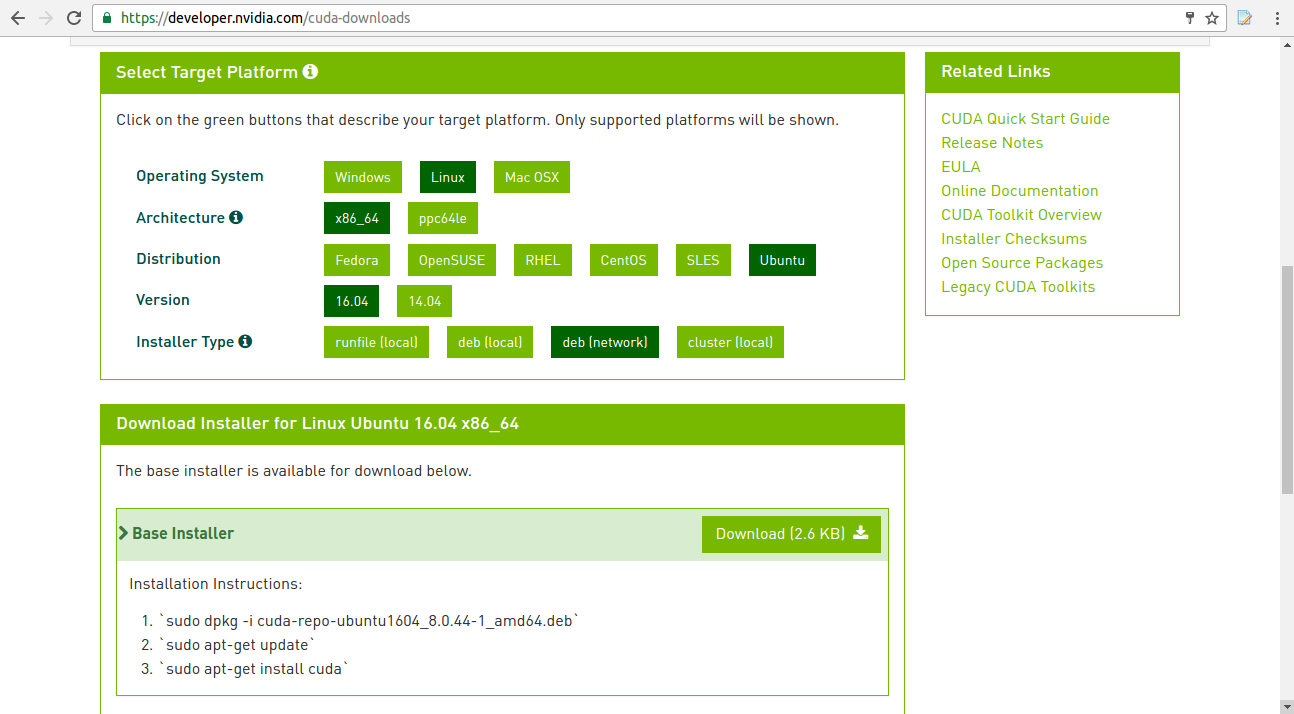 https://developer.nvidia.com/cuda-downloads
Select Target Platform
Click on the green buttons that describe your target platform. Only supported platforms will be shown.
Operating System Windows Linux Mac OSX
Architecture x86_64 ppc64le
Distribution Fedora OpenSUSE RHEL CentOS SLES Ubuntu
Version 16.04 14.04
Installer Type runfile (local) deb (local) deb (network) cluster (local)
Related Links
CUDA Quick Start Guide
Release Notes
EULA
Online Documentation
CUDA Toolkit Overview
Installer Checksums
Open Source Packages
Legacy CUDA Toolkits
Download Installer for Linux Ubuntu 16.04 x86_64
The base installer is available for download below.
Base Installer Download (2.6 KB)
Installation Instructions:
1. `sudo dpkg -i cuda-repo-ubuntu1604_8.0.44-1_amd64.deb`
2. `sudo apt-get update`
3. `sudo apt-get install cuda`